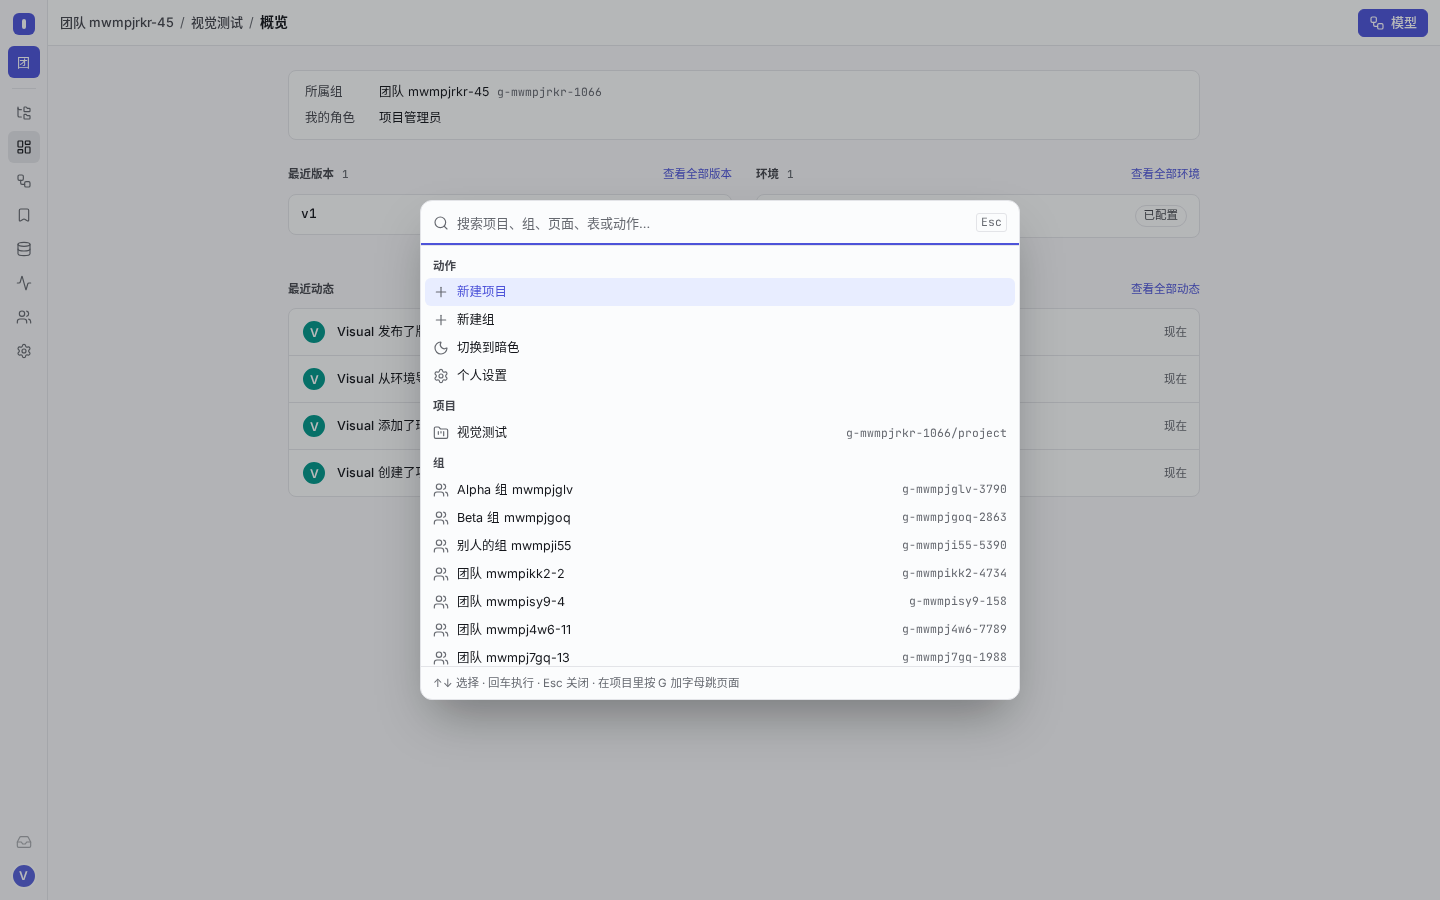 团队 mwmpjrkr-45 / 视觉测试 / 概览
模型
团
所属组 团队 mwmpjrkr-45 g-mwmpjrkr-1066
我的角色 项目管理员
最近版本 1 查看全部版本
环境 1 查看全部环境
v1
已配置
搜索项目、组、页面、表或动作... Esc
动作
新建项目
新建组
切换到暗色
个人设置
项目
视觉测试 g-mwmpjrkr-1066/project
组
Alpha 组 mwmpjglv g-mwmpjglv-3790
Beta 组 mwmpjgoq g-mwmpjgoq-2863
别人的组 mwmpji55 g-mwmpji55-5390
团队 mwmpikk2-2 g-mwmpikk2-4734
团队 mwmpisy9-4 g-mwmpisy9-158
团队 mwmpj4w6-11 g-mwmpj4w6-7789
团队 mwmpj7gq-13 g-mwmpj7gq-1988
↑↓ 选择 · 回车执行 · Esc 关闭 · 在项目里按 G 加字母跳页面
最近动态 查看全部动态
V Visual 发布了 现在
V Visual 从环境 现在
V Visual 添加了 现在
V Visual 创建了 现在
V